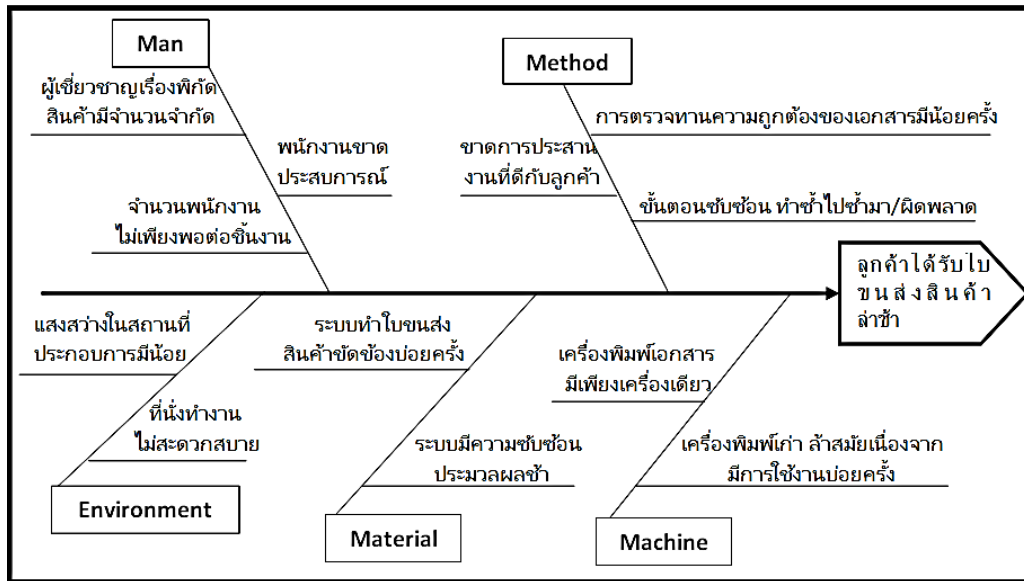 Man
ผู้เชี่ยวชาญเรื่องพิกัด
สินค้ามีจำนวนจำกัด
พนักงานขาด
ประสบการณ์
จำนวนพนักงาน
ไม่เพียงพอต่อชิ้นงาน
Method
การตรวจทานความถูกต้องของเอกสารมีน้อยครั้ง
ขาดการประสาน
งานที่ดีกับลูกค้า
ขั้นตอนซับซ้อน ทำซ้ำไปซ้ำมา/ผิดพลาด
ลูกค้าได้รับใบ
ขนส่งสินค้า
ล่าช้า
แสงสว่างในสถานที่
ประกอบการมีน้อย
ที่นั่งทำงาน
ไม่สะดวกสบาย
Environment
ระบบทำใบขนส่ง
สินค้าขัดข้องบ่อยครั้ง
ระบบมีความซับซ้อน
ประมวลผลช้า
Material
เครื่องพิมพ์เอกสาร
มีเพียงเครื่องเดียว
เครื่องพิมพ์เก่า ล้าสมัยเนื่องจาก
มีการใช้งานบ่อยครั้ง
Machine